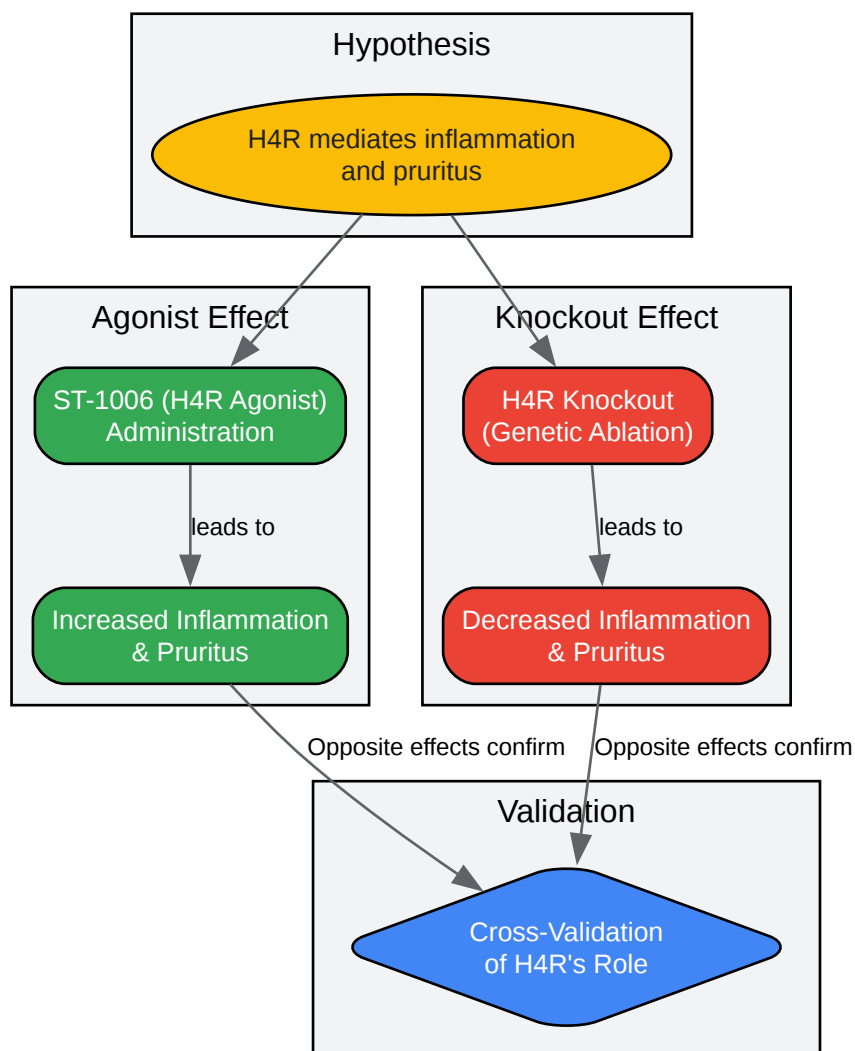 Hypothesis
H4R mediates inflammation
and pruritus
Agonist Effect
Knockout Effect
ST-1006 (H4R Agonist)
Administration
H4R Knockout
(Genetic Ablation)
leads to
leads to
Increased Inflammation
& Pruritus
Decreased Inflammation
& Pruritus
Opposite effects confirm
Opposite effects confirm
Validation
Cross-Validation
of H4R's Role